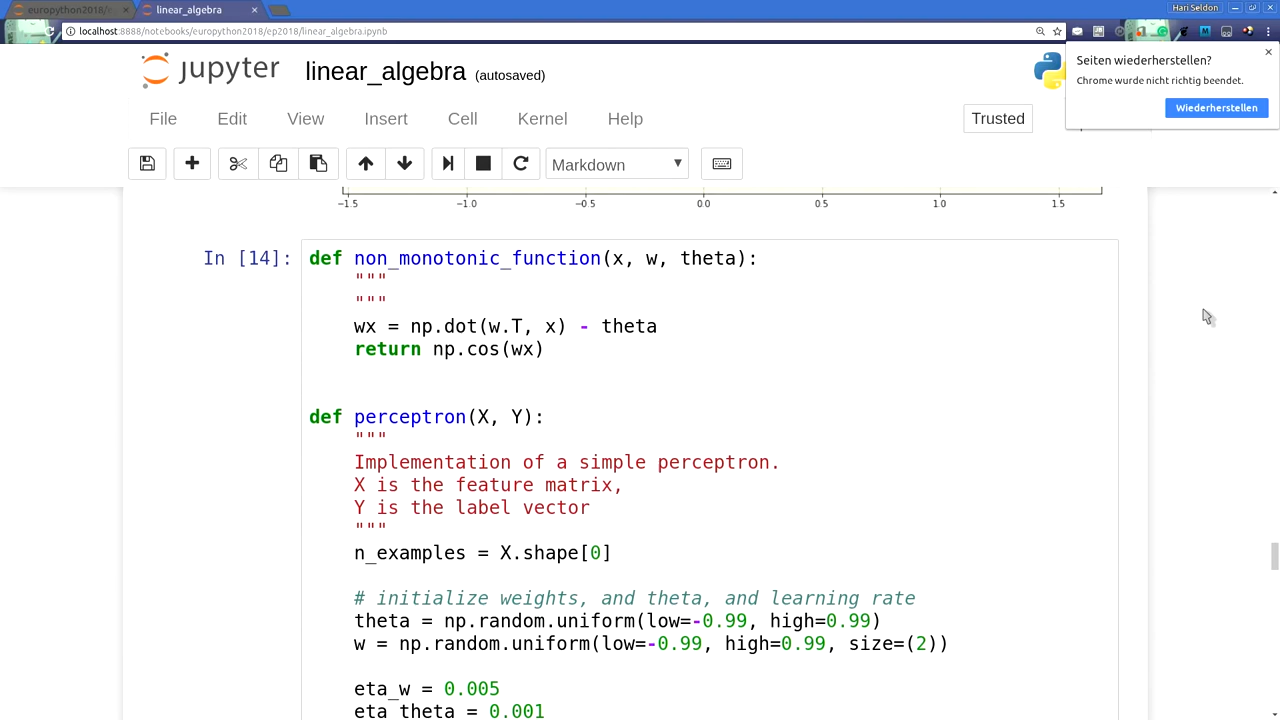 europython2018/e
linear_algebra
Hari Seldon
localhost:8888/notebooks/europython2018/ep2018/linear_algebra.ipynb
Seiten wiederherstellen?
Chrome wurde nicht richtig beendet.
Wiederherstellen
jupyter linear_algebra (autosaved)
File Edit View Insert Cell Kernel Help Trusted
Markdown
−1.5 −1.0 −0.5 0.0 0.5 1.0 1.5
In [14]: def non_monotonic_function(x, w, theta):
"""
"""
wx = np.dot(w.T, x) - theta
return np.cos(wx)
def perceptron(X, Y):
"""
Implementation of a simple perceptron.
X is the feature matrix,
Y is the label vector
"""
n_examples = X.shape[0]
# initialize weights, and theta, and learning rate
theta = np.random.uniform(low=-0.99, high=0.99)
w = np.random.uniform(low=-0.99, high=0.99, size=(2))
eta_w = 0.005
eta_theta = 0.001